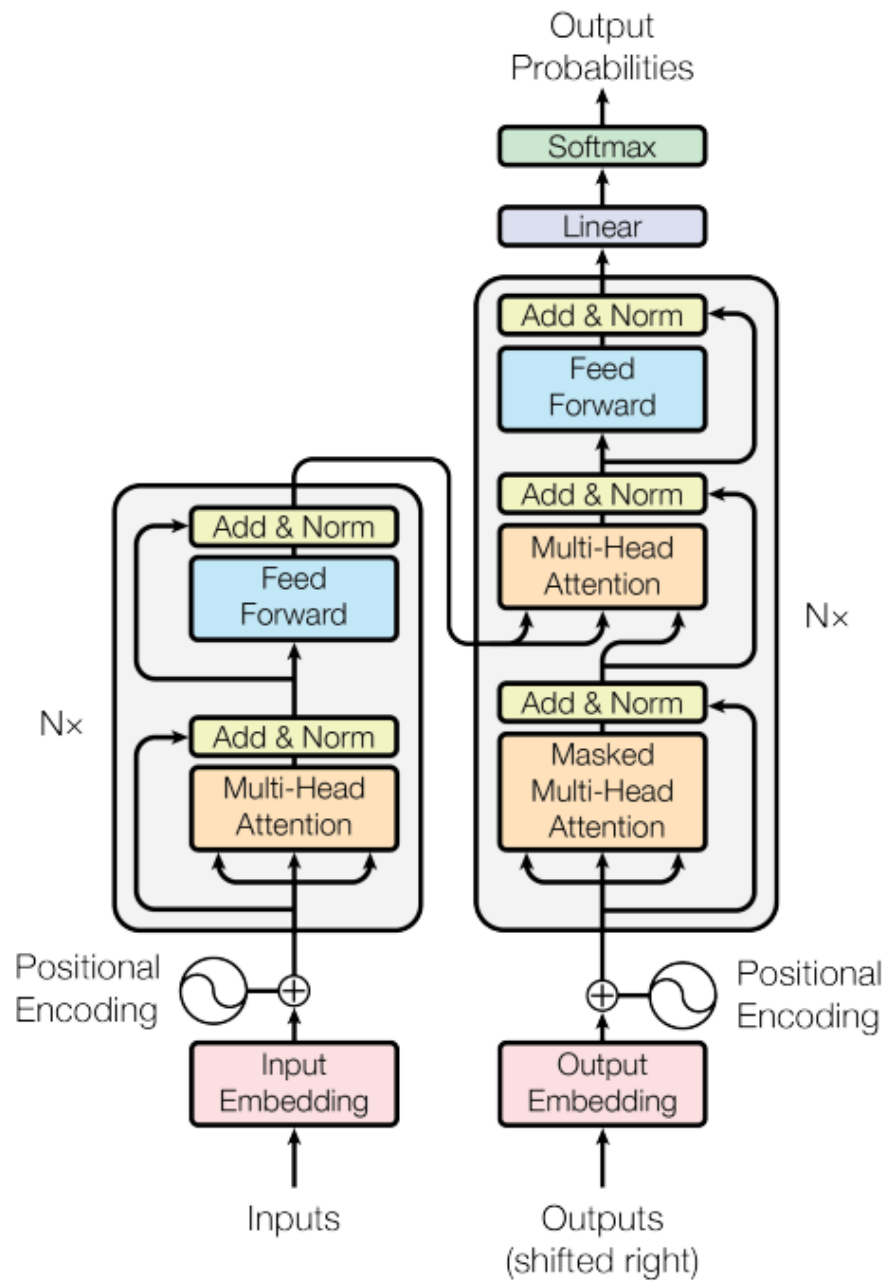 Output
Probabilities
Softmax
Linear
Add & Norm
Feed
Forward
Add & Norm
Multi-Head
Attention
Add & Norm
Masked
Multi-Head
Attention
N×
Add & Norm
Feed
Forward
Add & Norm
Multi-Head
Attention
N×
Positional
Encoding
Positional
Encoding
Input
Embedding
Output
Embedding
Inputs
Outputs
(shifted right)